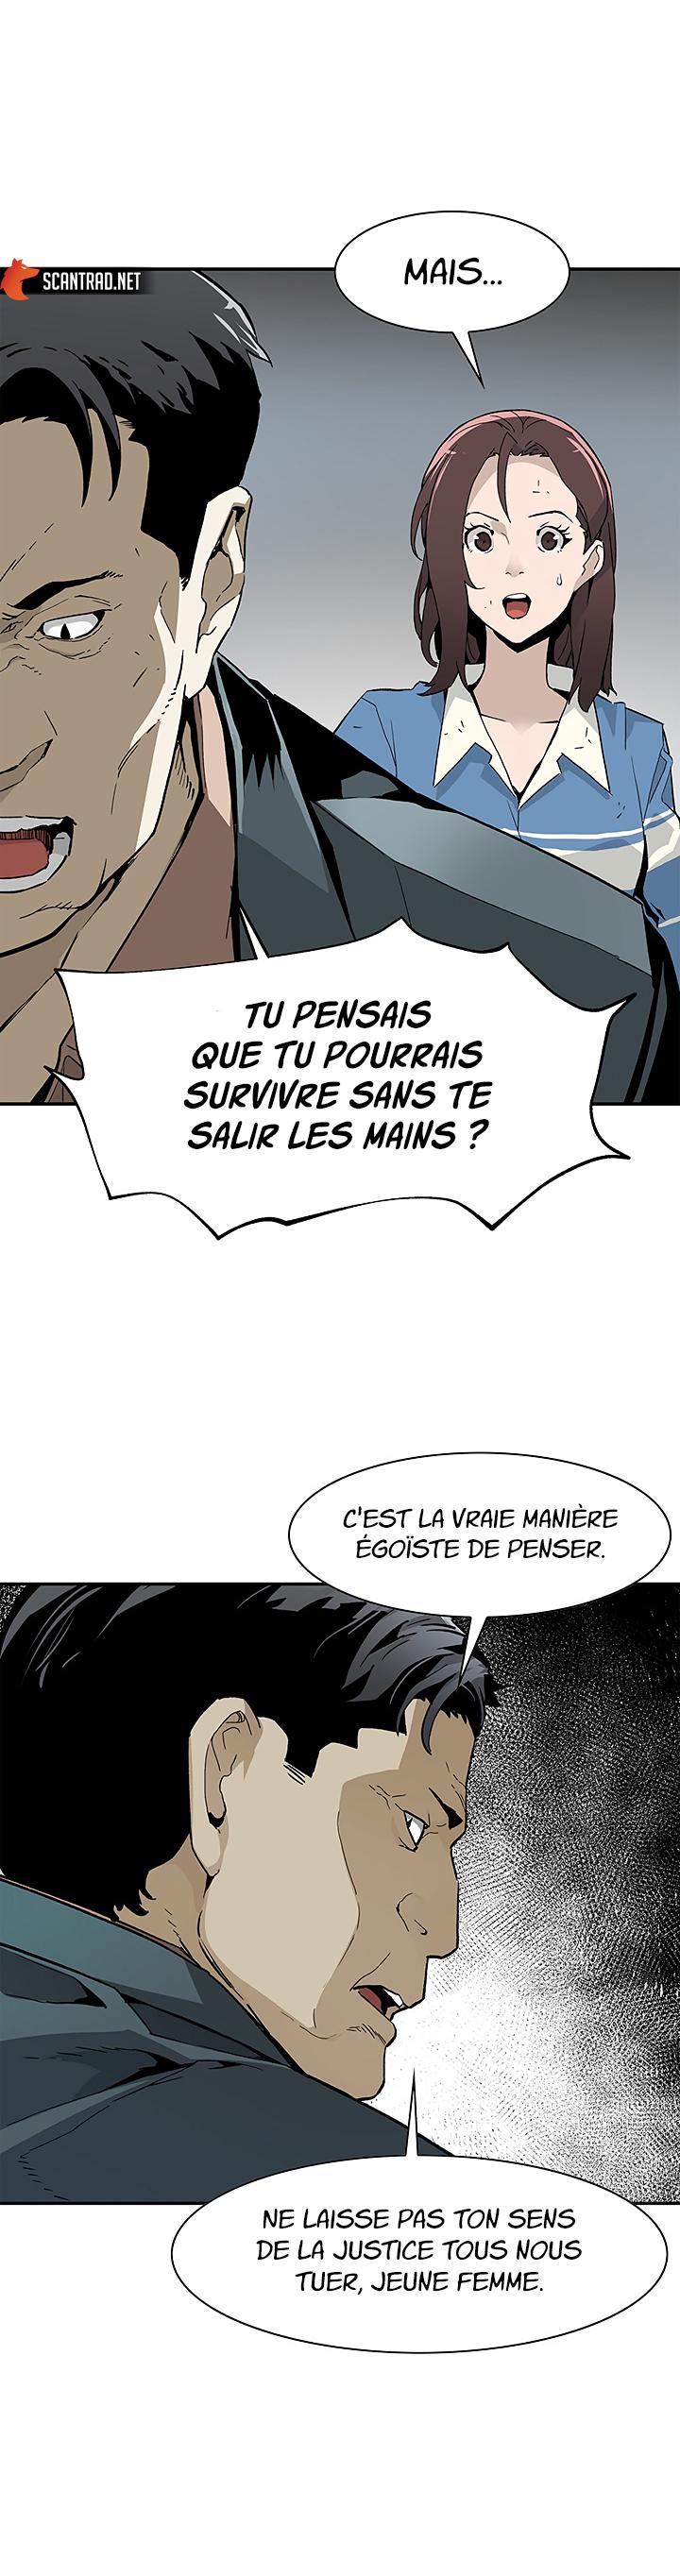 MAIS...
SCANTRAD.NET
TU PENSAIS
QUE TU POURRAIS
SURVIVRE SANS TE
SALIR LES MAINS ?
C'EST LA VRAIE MANIÈRE
ÉGOÏSTE DE PENSER.
NE LAISSE PAS TON SENS
DE LA JUSTICE TOUS NOUS
TUER, JEUNE FEMME.